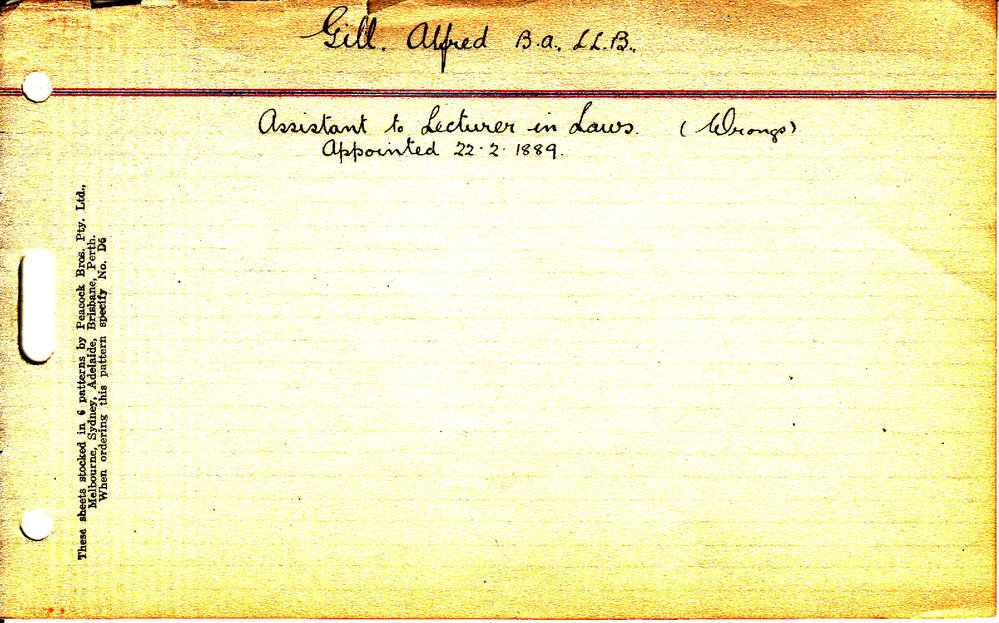 Gill. Alfred B.A., LL.B.,
Assistant to Lecturer in Laws. (Wrongs)
Appointed 22.2.1889.
These sheets stocked in 6 patterns by Peacock Bros. Pty. Ltd.,
Melbourne, Sydney, Adelaide, Brisbane, Perth.
When ordering this pattern specify No. D6